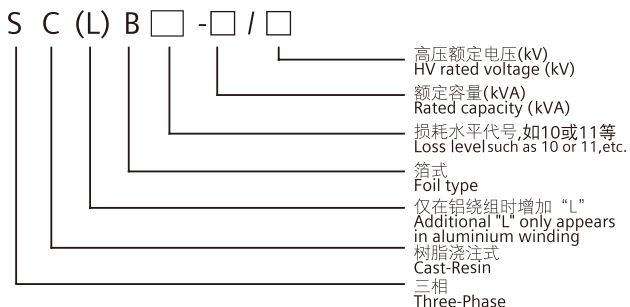 S C (L) B □ -□ / □
高压额定电压(kV)
HV rated voltage (kV)
额定容量(kVA)
Rated capacity (kVA)
损耗水平代号,如10或11等
Loss level such as 10 or 11,etc.
箔式
Foil type
仅在铝绕组时增加“L”
Additional "L" only appears
in aluminium winding
树脂浇注式
Cast-Resin
三相
Three-Phase